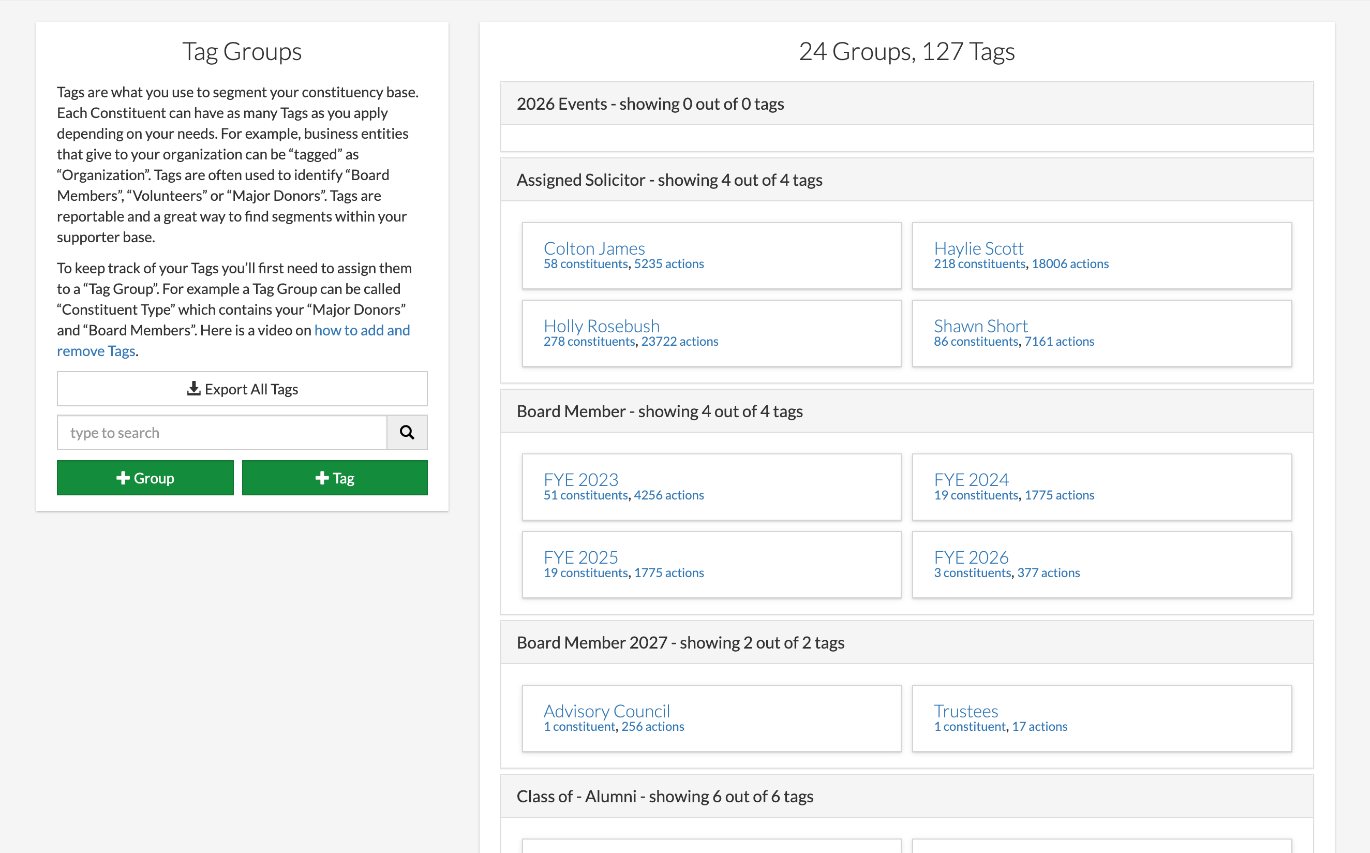 Tag Groups
Tags are what you use to segment your constituency base.
Each Constituent can have as many Tags as you apply
depending on your needs. For example, business entities
that give to your organization can be “tagged” as
“Organization”. Tags are often used to identify “Board
Members”, “Volunteers” or “Major Donors”. Tags are
reportable and a great way to find segments within your
supporter base.
To keep track of your Tags you’ll first need to assign them
to a “Tag Group”. For example a Tag Group can be called
“Constituent Type” which contains your “Major Donors”
and “Board Members”. Here is a video on how to add and
remove Tags.
Export All Tags
type to search
Group
Tag
24 Groups, 127 Tags
2026 Events - showing 0 out of 0 tags
Assigned Solicitor - showing 4 out of 4 tags
Colton James
58 constituents, 5235 actions
Haylie Scott
218 constituents, 18006 actions
Holly Rosebush
278 constituents, 23722 actions
Shawn Short
86 constituents, 7161 actions
Board Member - showing 4 out of 4 tags
FYE 2023
51 constituents, 4256 actions
FYE 2024
19 constituents, 1775 actions
FYE 2025
19 constituents, 1775 actions
FYE 2026
3 constituents, 377 actions
Board Member 2027 - showing 2 out of 2 tags
Advisory Council
1 constituent, 256 actions
Trustees
1 constituent, 17 actions
Class of - Alumni - showing 6 out of 6 tags